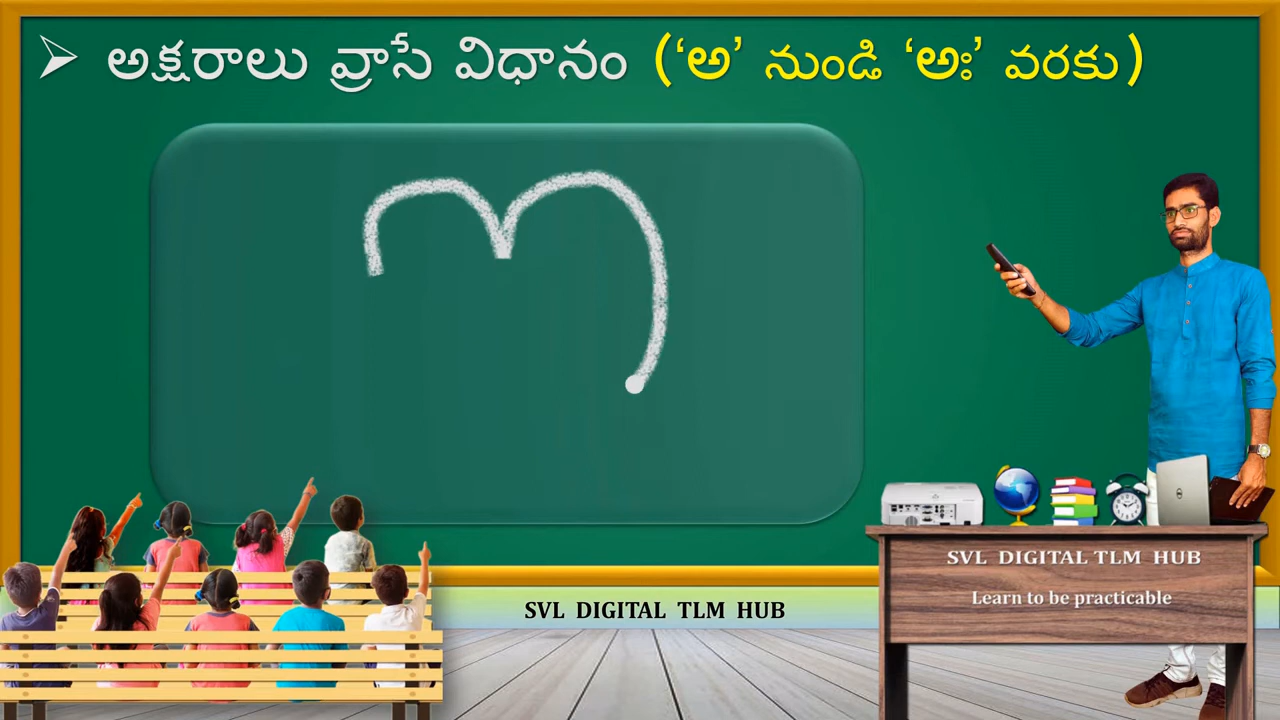 అక్షరాలు వ్రాసే విధానం (‘అ’ నుండి ‘అః’ వరకు)
SVL DIGITAL TLM HUB
Learn to be practicable
SVL DIGITAL TLM HUB